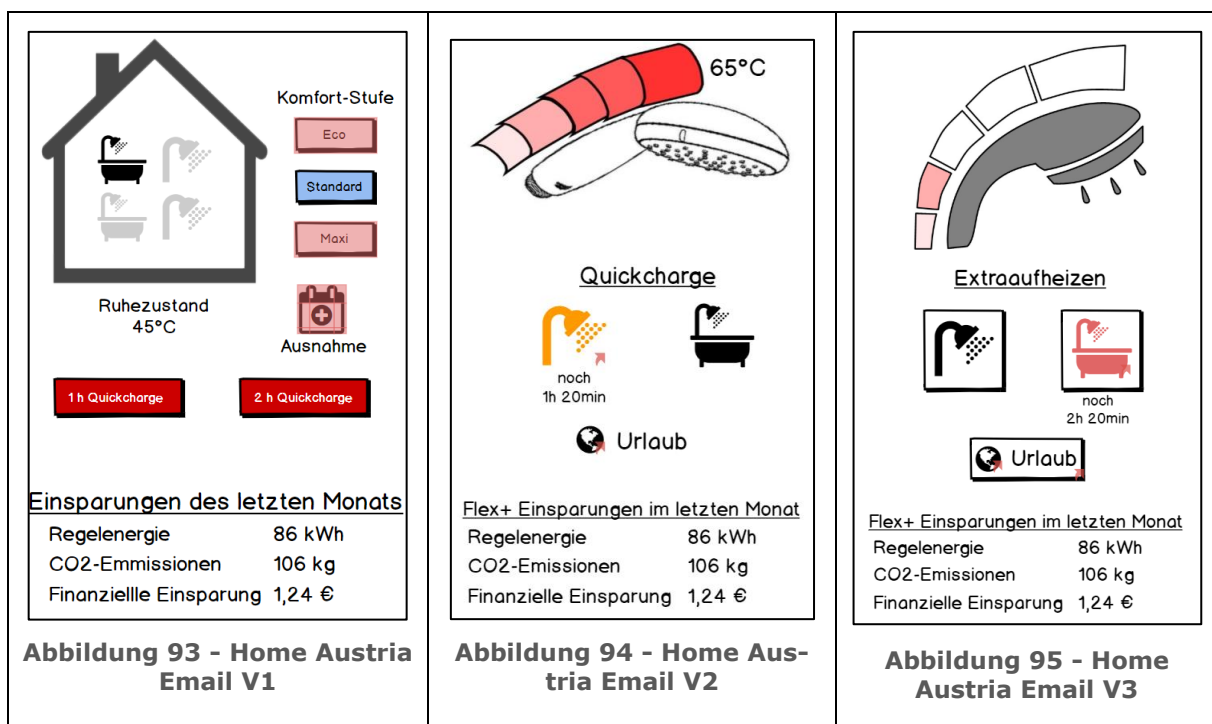 Komfort-Stufe
Eco
Standard
Maxi
Ruhezustand
45°C
Ausnahme
1 h Quickcharge
2 h Quickcharge
Einsparungen des letzten Monats
Regelenergie 86 kWh
CO2-Emmissionen 106 kg
Finanziellle Einsparung 1,24 €
Abbildung 93 - Home Austria
Email V1
65°C
Quickcharge
noch
1h 20min
Urlaub
Flex+ Einsparungen im letzten Monat
Regelenergie 86 kWh
CO2-Emissionen 106 kg
Finanzielle Einsparung 1,24 €
Abbildung 94 - Home Aus-
tria Email V2
Extraaufheizen
noch
2h 20min
Urlaub
Flex+ Einsparungen im letzten Monat
Regelenergie 86 kWh
CO2-Emissionen 106 kg
Finanzielle Einsparung 1,24 €
Abbildung 95 - Home
Austria Email V3